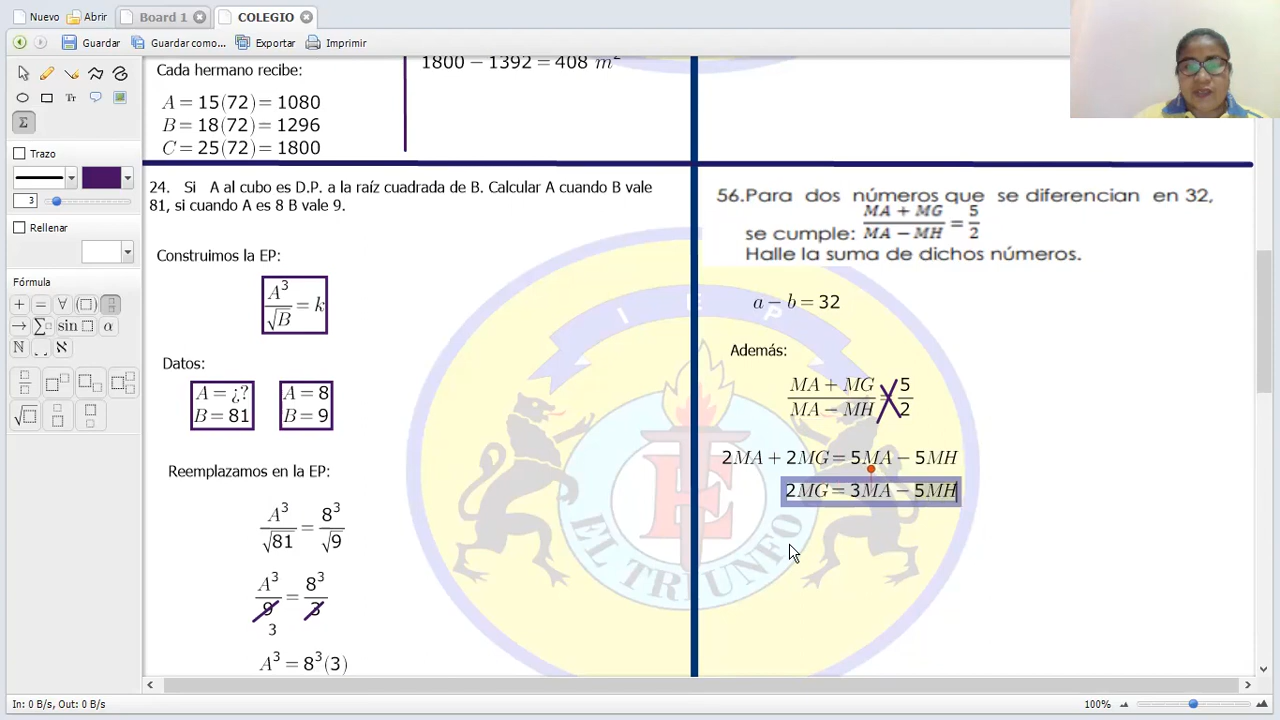 Nuevo Abrir Board 1 COLEGIO
Guardar Guardar como... Exportar Imprimir
Trazo
3
Rellenar
Fórmula
sin
Cada hermano recibe:
A = 15(72) = 1080
B = 18(72) = 1296
C = 25(72) = 1800
1800 − 1392 = 408 m²
24. Si A al cubo es D.P. a la raíz cuadrada de B. Calcular A cuando B vale
81, si cuando A es 8 B vale 9.
Construimos la EP:
A³/√B = k
Datos:
A = ¿? A = 8
B = 81 B = 9
Reemplazamos en la EP:
A³/√81 = 8³/√9
A³/9 = 8³/3
3
A³ = 8³(3)
56.Para dos números que se diferencian en 32,
se cumple: (MA + MG)/(MA − MH) = 5/2
Halle la suma de dichos números.
a − b = 32
Además:
(MA + MG)/(MA − MH) = 5/2
2MA + 2MG = 5MA − 5MH
2MG = 3MA − 5MH
I E P
EL TRIUNFO
In: 0 B/s, Out: 0 B/s 100%